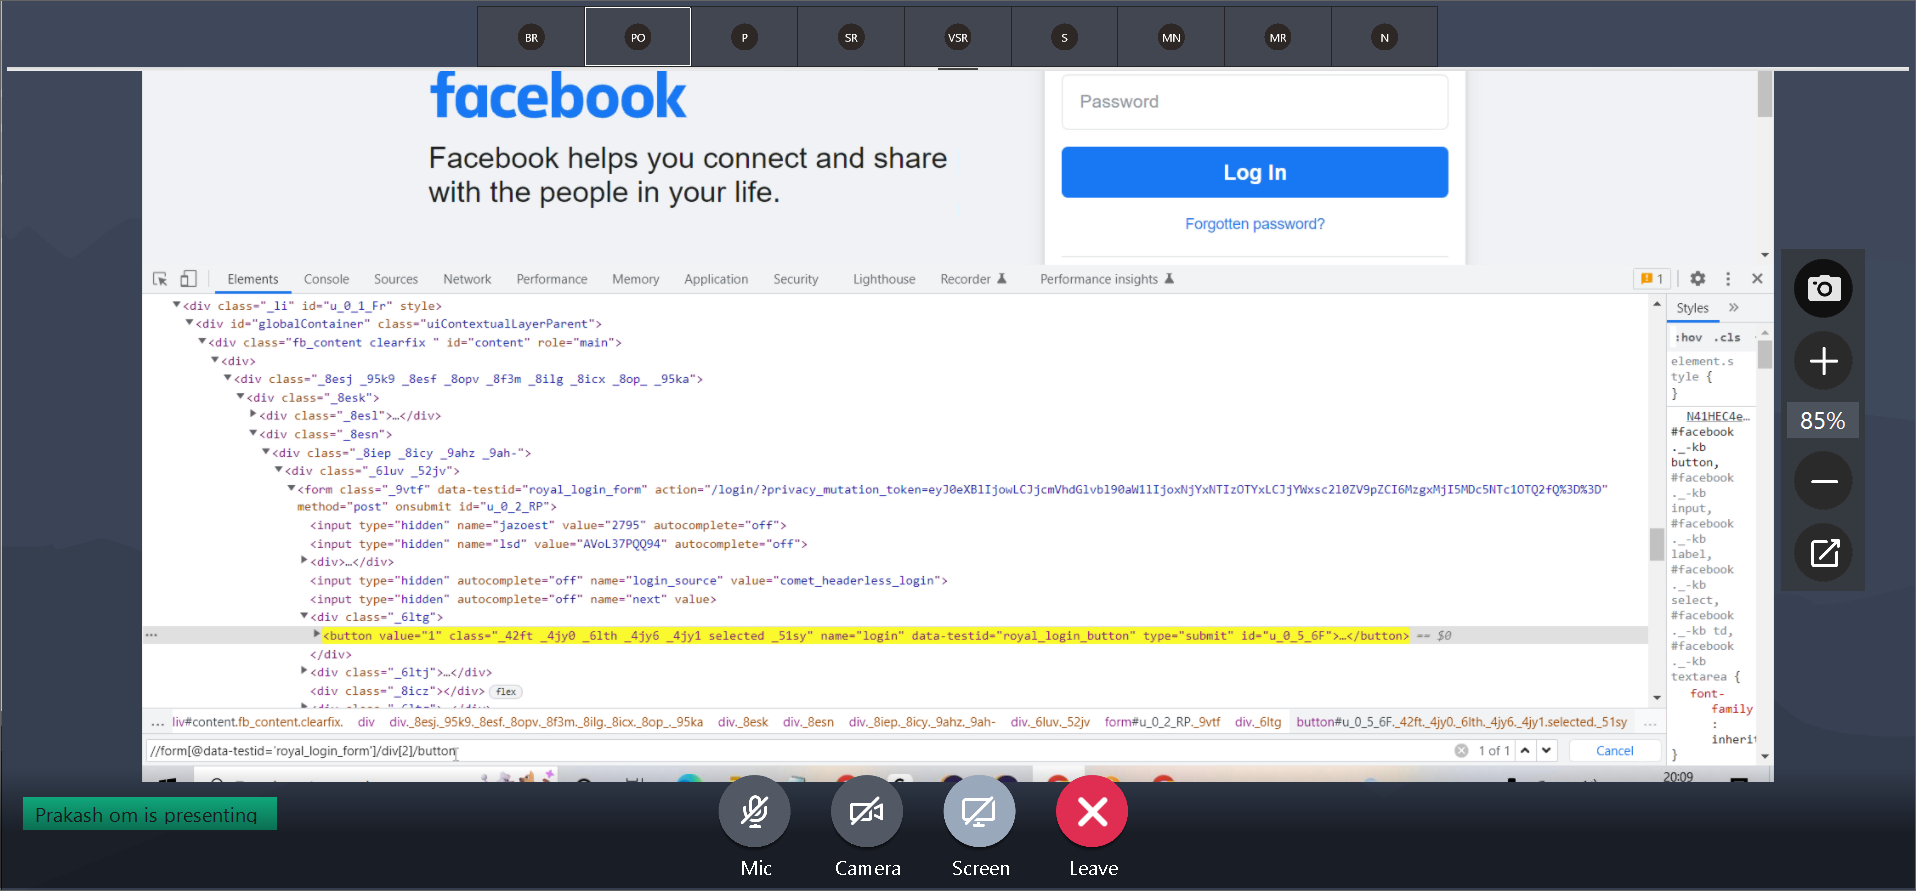 BR PO P SR VSR S MN MR N
facebook
Facebook helps you connect and share
with the people in your life.
Password
Log In
Forgotten password?
Elements Console Sources Network Performance Memory Application Security Lighthouse Recorder Performance insights 1
<div class="_li" id="u_0_1_Fr" style>
<div id="globalContainer" class="uiContextualLayerParent">
<div class="fb_content clearfix " id="content" role="main">
<div>
<div class="_8esj _95k9 _8esf _8opv _8f3m _8ilg _8icx _8op_ _95ka">
<div class="_8esk">
<div class="_8esl">…</div>
<div class="_8esn">
<div class="_8iep _8icy _9ahz _9ah-">
<div class="_6luv _52jv">
<form class="_9vtf" data-testid="royal_login_form" action="/login/?privacy_mutation_token=eyJ0eXBlIjowLCJjcmVhdGlvbl90aW1lIjoxNjYxNTIzOTYxLCJjYWxsc2l0ZV9pZCI6MzgxMjI5MDc5NTc1OTQ2fQ%3D%3D"
method="post" onsubmit id="u_0_2_RP">
<input type="hidden" name="jazoest" value="2795" autocomplete="off">
<input type="hidden" name="lsd" value="AVoL37PQQ94" autocomplete="off">
<div>…</div>
<input type="hidden" autocomplete="off" name="login_source" value="comet_headerless_login">
<input type="hidden" autocomplete="off" name="next" value>
<div class="_6ltg">
… <button value="1" class="_42ft _4jy0 _6lth _4jy6 _4jy1 selected _51sy" name="login" data-testid="royal_login_button" type="submit" id="u_0_5_6F">…</button> == $0
</div>
<div class="_6ltj">…</div>
<div class="_8icz"></div> flex
Styles
:hov .cls
element.s
tyle {
}
N41HEC4e…
#facebook
._-kb
button,
#facebook
._-kb
input,
#facebook
._-kb
label,
#facebook
._-kb
select,
#facebook
._-kb td,
#facebook
._-kb
textarea {
font-
family
:
inherit
}
… liv#content.fb_content.clearfix. div div._8esj._95k9._8esf._8opv._8f3m._8ilg._8icx._8op_._95ka div._8esk div._8esn div._8iep._8icy._9ahz._9ah- div._6luv._52jv form#u_0_2_RP._9vtf div._6ltg button#u_0_5_6F._42ft._4jy0._6lth._4jy6._4jy1.selected._51sy …
//form[@data-testid='royal_login_form']/div[2]/button 1 of 1 Cancel
20:09
85%
Prakash om is presenting
Mic Camera Screen Leave